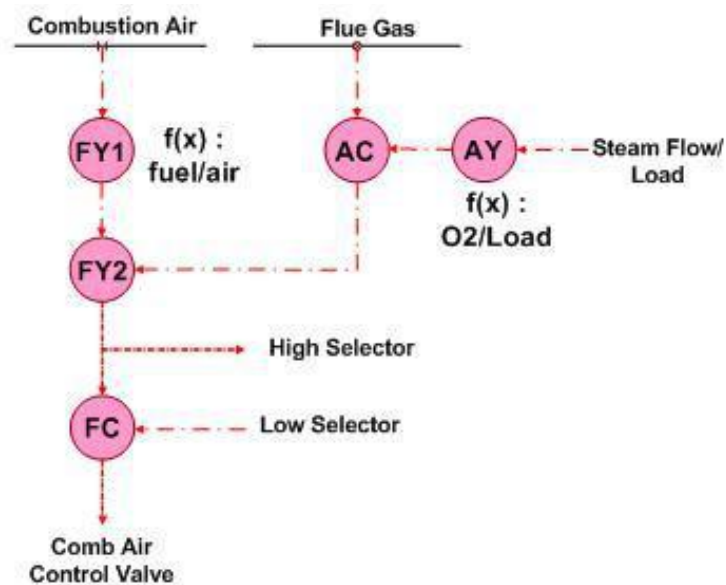 Combustion Air
Flue Gas
FY1
f(x) :
fuel/air
AC
AY
Steam Flow/
Load
f(x) :
O2/Load
FY2
High Selector
FC
Low Selector
Comb Air
Control Valve